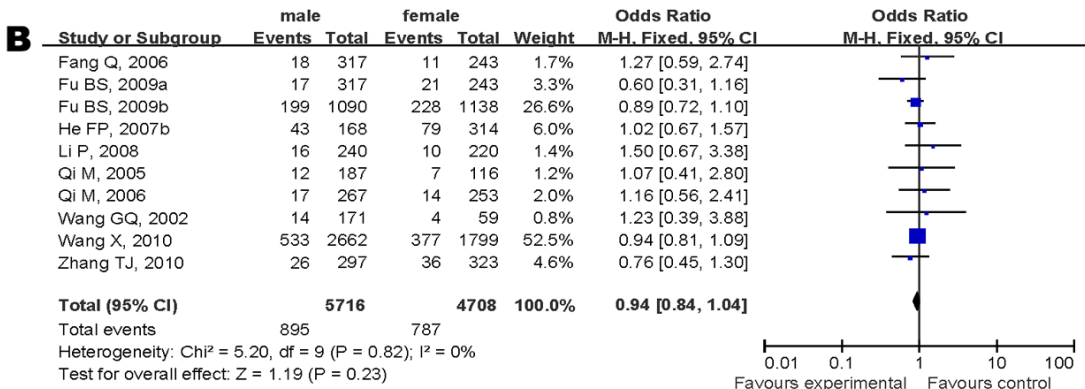 male female Odds Ratio Odds Ratio
B Study or Subgroup Events Total Events Total Weight M-H, Fixed, 95% CI M-H, Fixed, 95% CI
Fang Q, 2006 18 317 11 243 1.7% 1.27 [0.59, 2.74]
Fu BS, 2009a 17 317 21 243 3.3% 0.60 [0.31, 1.16]
Fu BS, 2009b 199 1090 228 1138 26.6% 0.89 [0.72, 1.10]
He FP, 2007b 43 168 79 314 6.0% 1.02 [0.67, 1.57]
Li P, 2008 16 240 10 220 1.4% 1.50 [0.67, 3.38]
Qi M, 2005 12 187 7 116 1.2% 1.07 [0.41, 2.80]
Qi M, 2006 17 267 14 253 2.0% 1.16 [0.56, 2.41]
Wang GQ, 2002 14 171 4 59 0.8% 1.23 [0.39, 3.88]
Wang X, 2010 533 2662 377 1799 52.5% 0.94 [0.81, 1.09]
Zhang TJ, 2010 26 297 36 323 4.6% 0.76 [0.45, 1.30]
Total (95% CI) 5716 4708 100.0% 0.94 [0.84, 1.04]
Total events 895 787
Heterogeneity: Chi² = 5.20, df = 9 (P = 0.82); I² = 0%
Test for overall effect: Z = 1.19 (P = 0.23)
0.01 0.1 1 10 100
Favours experimental Favours control